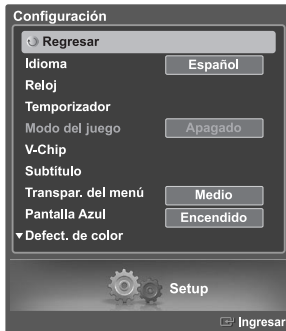 Configuración
Regresar
Idioma Español
Reloj
Temporizador
Modo del juego Apagado
V-Chip
Subtítulo
Transpar. del menú Medio
Pantalla Azul Encendido
▼Defect. de color
Setup
Ingresar